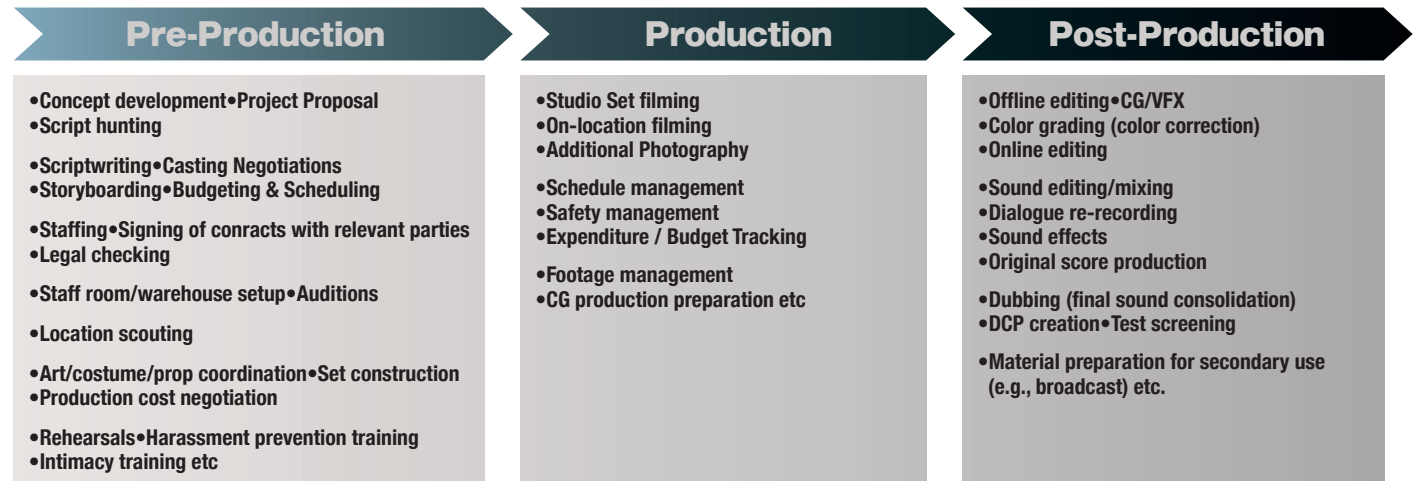 Pre-Production
•Concept development•Project Proposal
•Script hunting
•Scriptwriting•Casting Negotiations
•Storyboarding•Budgeting & Scheduling
•Staffing•Signing of conracts with relevant parties
•Legal checking
•Staff room/warehouse setup•Auditions
•Location scouting
•Art/costume/prop coordination•Set construction
•Production cost negotiation
•Rehearsals•Harassment prevention training
•Intimacy training etc
Production
•Studio Set filming
•On-location filming
•Additional Photography
•Schedule management
•Safety management
•Expenditure / Budget Tracking
•Footage management
•CG production preparation etc
Post-Production
•Offline editing•CG/VFX
•Color grading (color correction)
•Online editing
•Sound editing/mixing
•Dialogue re-recording
•Sound effects
•Original score production
•Dubbing (final sound consolidation)
•DCP creation•Test screening
•Material preparation for secondary use
(e.g., broadcast) etc.